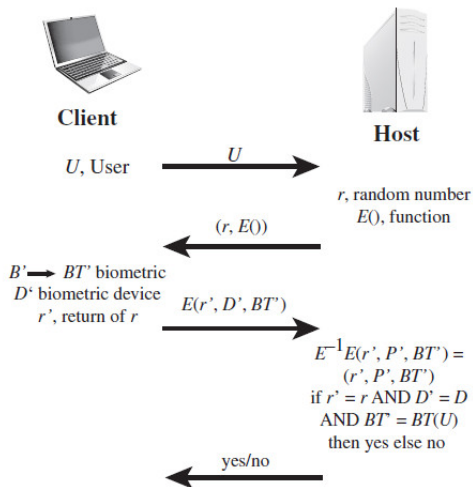 Client
Host
U, User
U
r, random number
E(), function
(r, E())
B’ → BT’ biometric
D‘ biometric device
r’, return of r
E(r’, D’, BT’)
E⁻¹E(r’, P’, BT’) =
(r’, P’, BT’)
if r’ = r AND D’ = D
AND BT’ = BT(U)
then yes else no
yes/no